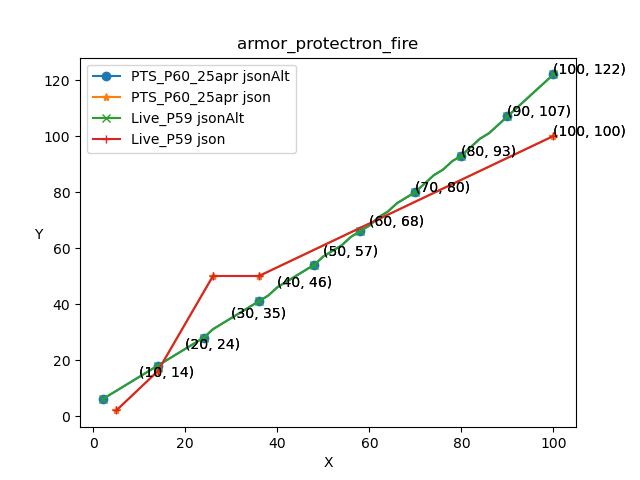 armor_protectron_fire
PTS_P60_25apr jsonAlt
PTS_P60_25apr json
Live_P59 jsonAlt
Live_P59 json
(100, 122)
(90, 107)
(100, 100)
(80, 93)
(70, 80)
(60, 68)
(50, 57)
(40, 46)
(30, 35)
(20, 24)
(10, 14)
120
100
80
60
40
20
0
Y
0 20 40 60 80 100
X